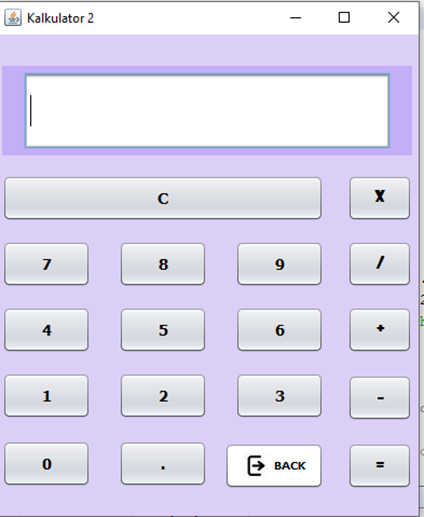 Kalkulator 2
C X
7 8 9 /
4 5 6 +
1 2 3 -
0 . BACK =